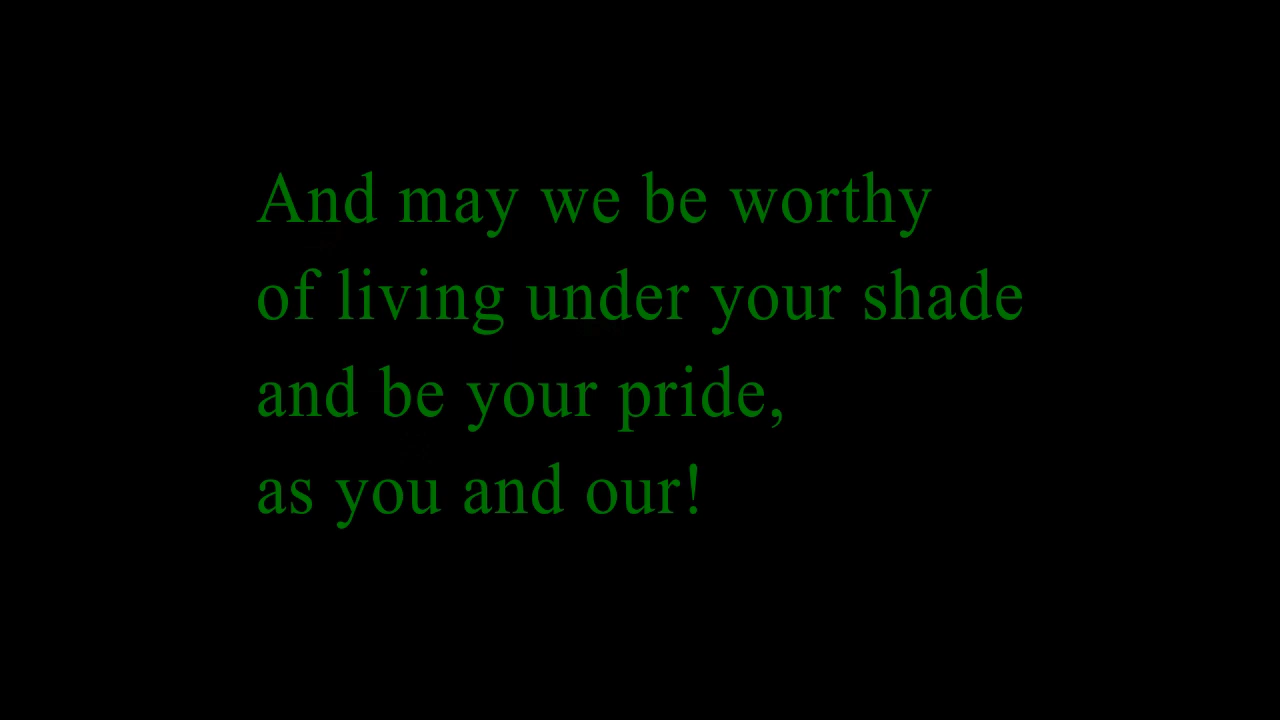 And may we be worthy
of living under your shade
and be your pride,
as you and our!